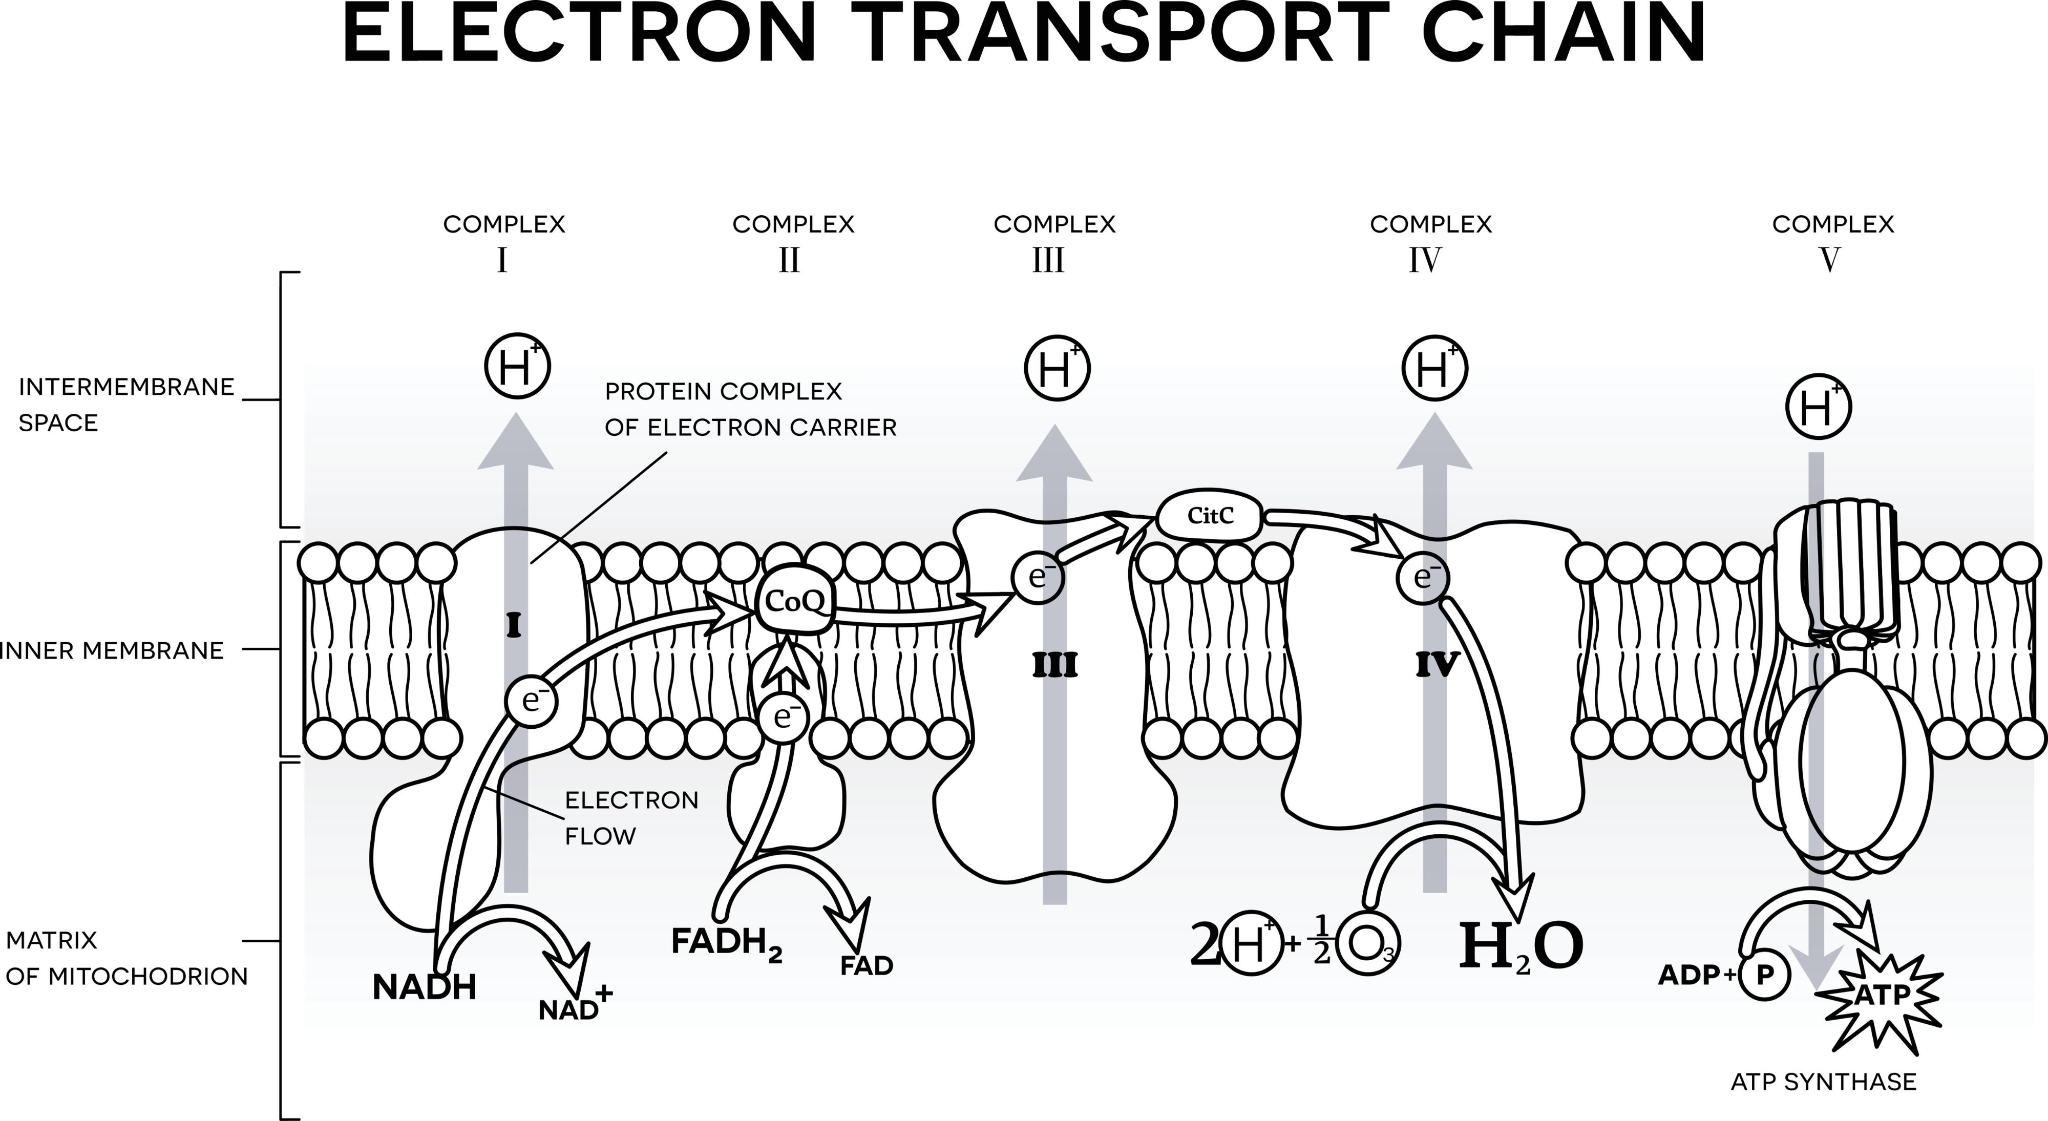 ELECTRON TRANSPORT CHAIN
COMPLEX
I
COMPLEX
II
COMPLEX
III
COMPLEX
IV
COMPLEX
V
INTERMEMBRANE
SPACE
H+
H+
H+
H+
PROTEIN COMPLEX
OF ELECTRON CARRIER
INNER MEMBRANE
I
e−
CoQ
e−
e−
III
CitC
e−
IV
ELECTRON
FLOW
MATRIX
OF MITOCHODRION
NADH
NAD+
FADH2
FAD
2H+ + 1/2 O3
H2O
ADP+ P
ATP
ATP SYNTHASE